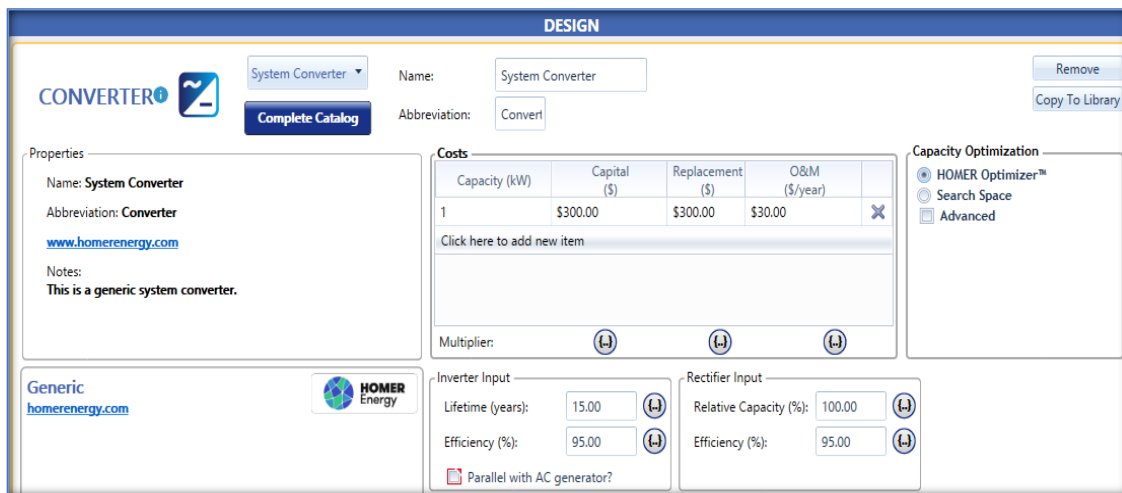 DESIGN
CONVERTER
System Converter
Complete Catalog
Name:
System Converter
Abbreviation:
Convert
Remove
Copy To Library
Properties
Name: System Converter
Abbreviation: Converter
www.homerenergy.com
Notes:
This is a generic system converter.
Costs
Capacity (kW)
Capital
($)
Replacement
($)
O&M
($/year)
1
$300.00
$300.00
$30.00
Click here to add new item
Multiplier:
{..}
{..}
{..}
Capacity Optimization
HOMER Optimizer™
Search Space
Advanced
Generic
homerenergy.com
HOMER
Energy
Inverter Input
Lifetime (years):
15.00
{..}
Efficiency (%):
95.00
{..}
Parallel with AC generator?
Rectifier Input
Relative Capacity (%):
100.00
{..}
Efficiency (%):
95.00
{..}